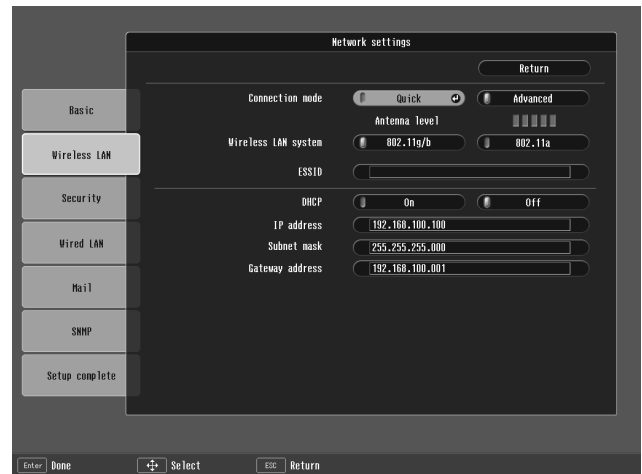 Network settings
Return
Basic
Wireless LAN
Security
Wired LAN
Mail
SNMP
Setup complete
Connection mode Quick Advanced
Antenna level
Wireless LAN system 802.11g/b 802.11a
ESSID
DHCP On Off
IP address 192.168.100.100
Subnet mask 255.255.255.000
Gateway address 192.168.100.001
Enter Done Select ESC Return